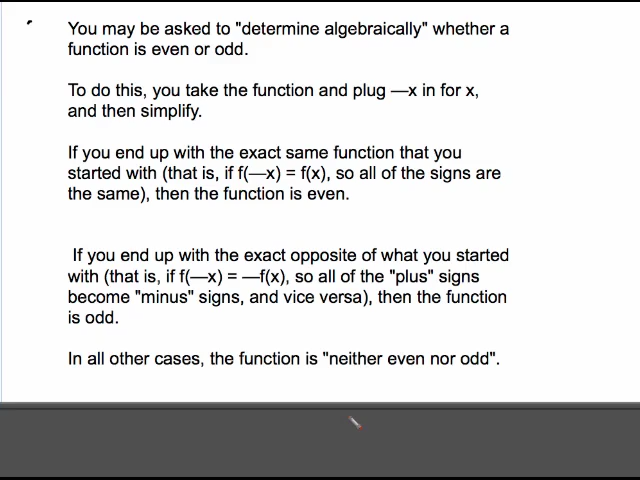 You may be asked to "determine algebraically" whether a
function is even or odd.
To do this, you take the function and plug —x in for x,
and then simplify.
If you end up with the exact same function that you
started with (that is, if f(—x) = f(x), so all of the signs are
the same), then the function is even.
If you end up with the exact opposite of what you started
with (that is, if f(—x) = —f(x), so all of the "plus" signs
become "minus" signs, and vice versa), then the function
is odd.
In all other cases, the function is "neither even nor odd".